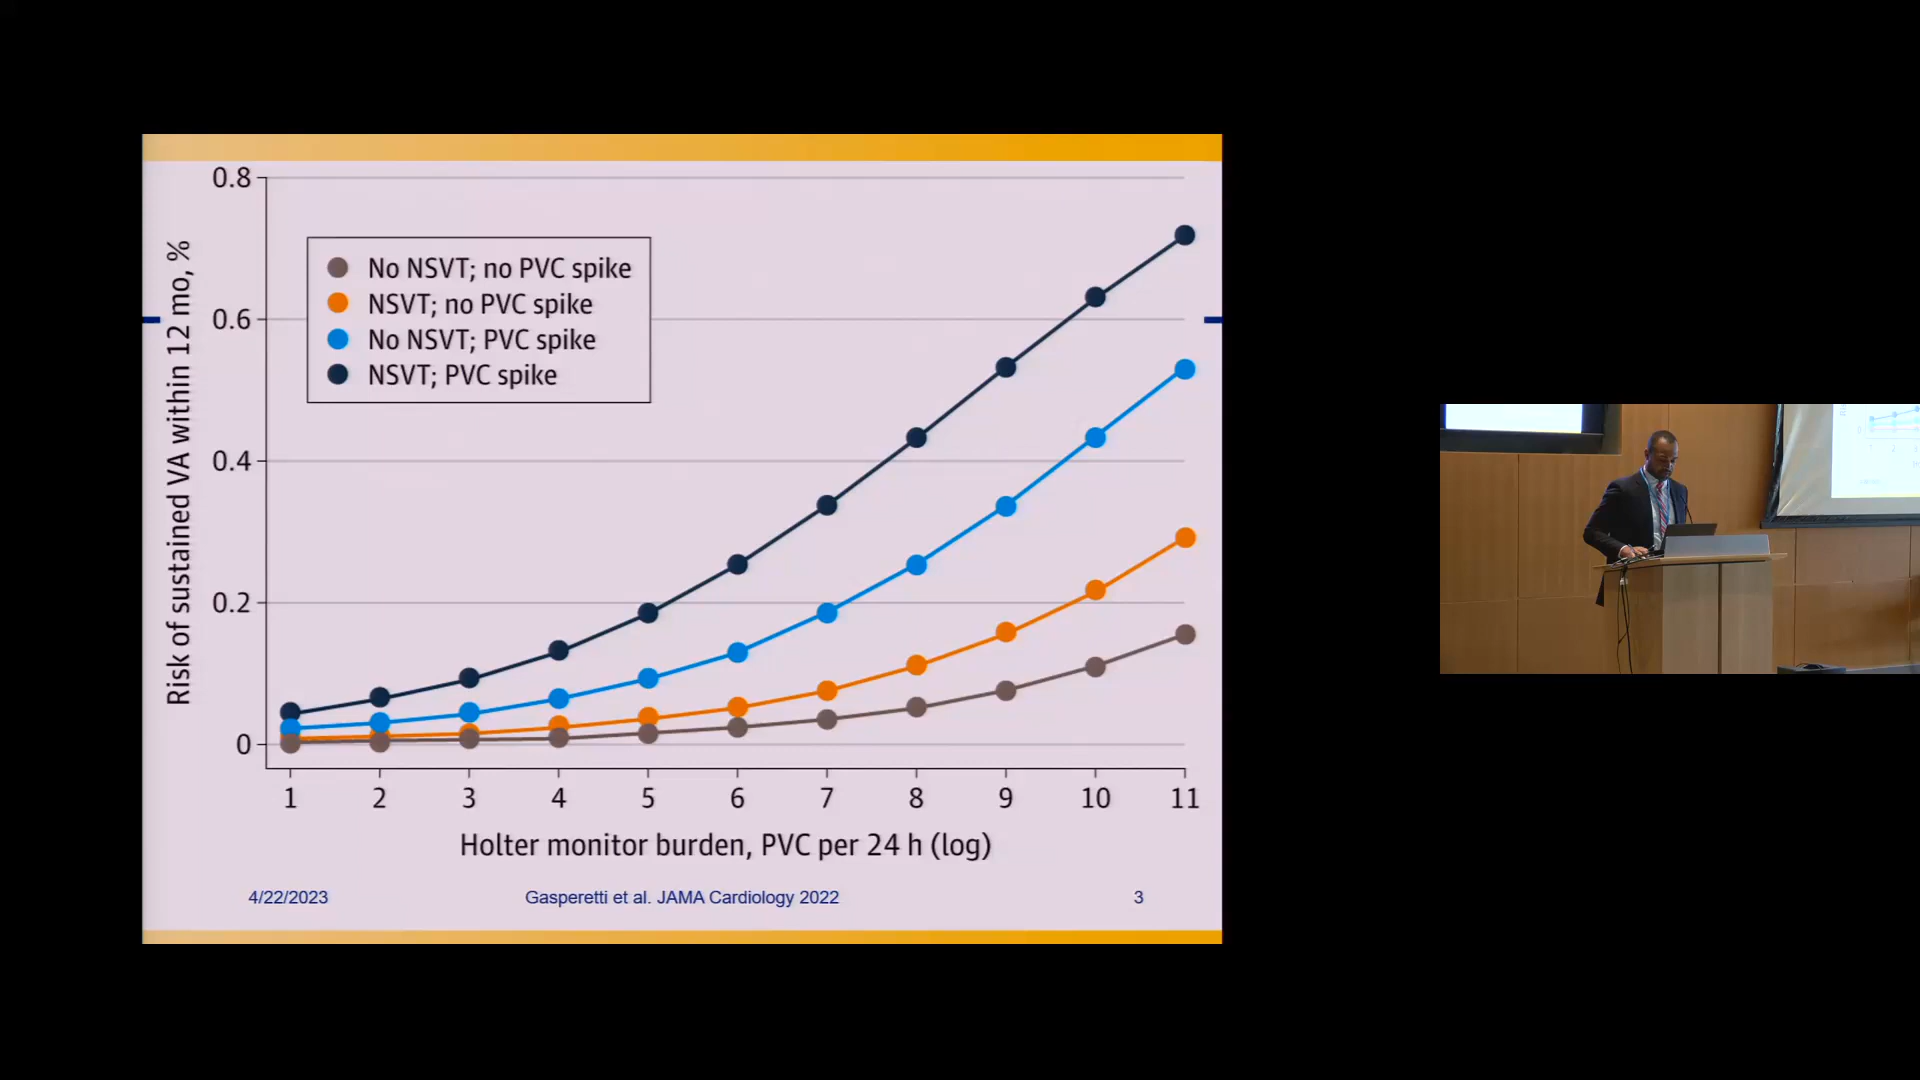 0.8
0.6
0.4
0.2
0
Risk of sustained VA within 12 mo, %
No NSVT; no PVC spike
NSVT; no PVC spike
No NSVT; PVC spike
NSVT; PVC spike
1 2 3 4 5 6 7 8 9 10 11
Holter monitor burden, PVC per 24 h (log)
4/22/2023 Gasperetti et al. JAMA Cardiology 2022 3